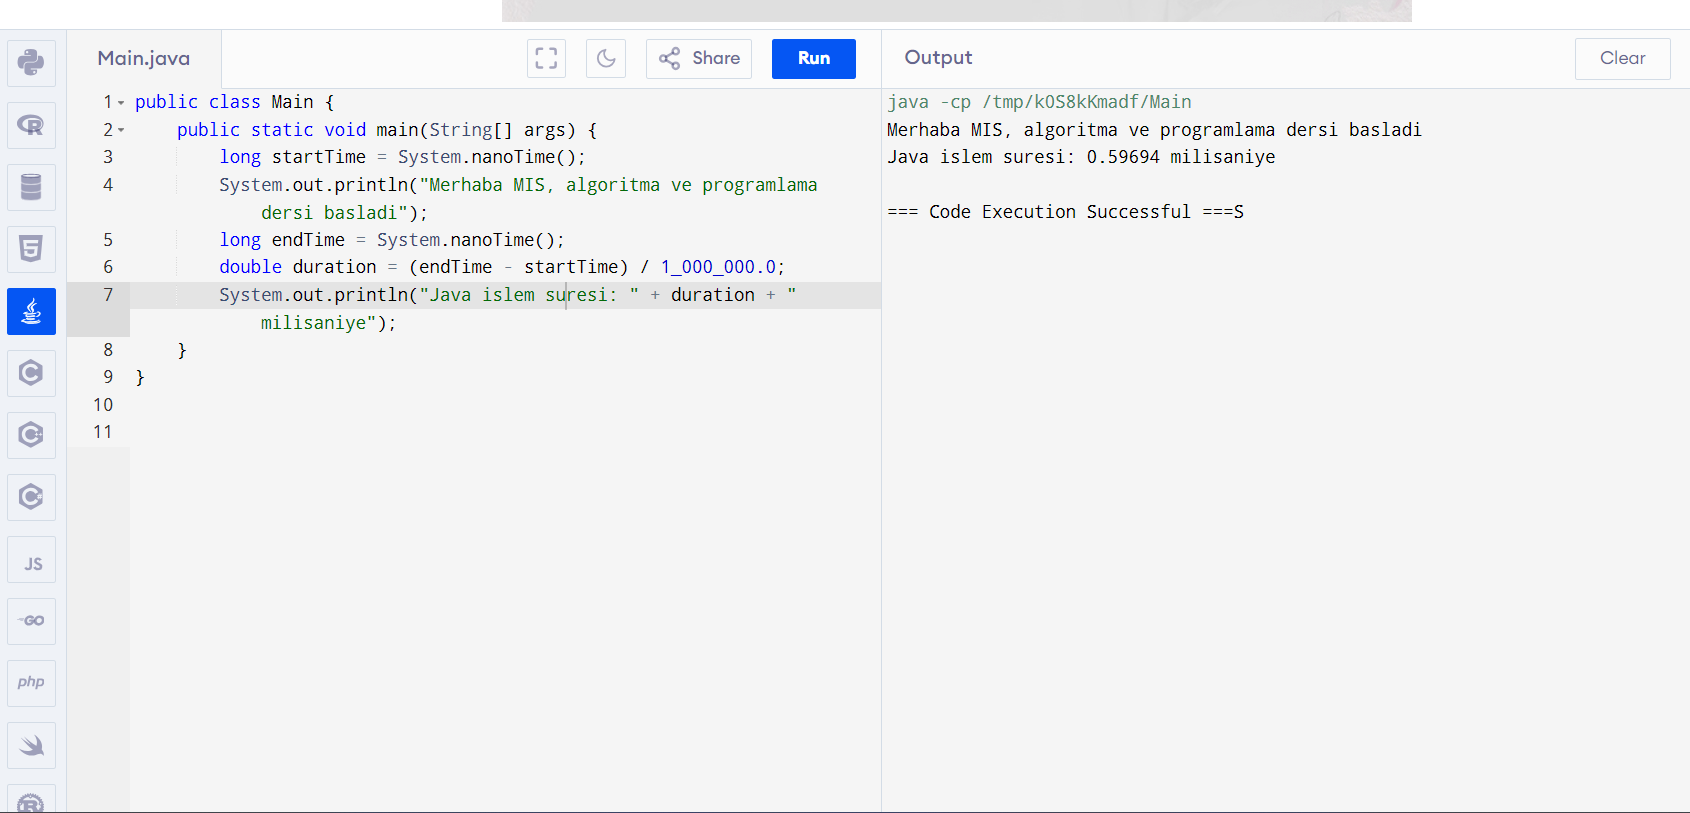 Main.java
Share
Run
Output
Clear
1 public class Main {
2 public static void main(String[] args) {
3 long startTime = System.nanoTime();
4 System.out.println("Merhaba MIS, algoritma ve programlama
dersi basladi");
5 long endTime = System.nanoTime();
6 double duration = (endTime - startTime) / 1_000_000.0;
7 System.out.println("Java islem suresi: " + duration + "
milisaniye");
8 }
9 }
10
11
java -cp /tmp/kOS8kKmadf/Main
Merhaba MIS, algoritma ve programlama dersi basladi
Java islem suresi: 0.59694 milisaniye
=== Code Execution Successful ===S
R
5
C
C
C
JS
GO
php
R